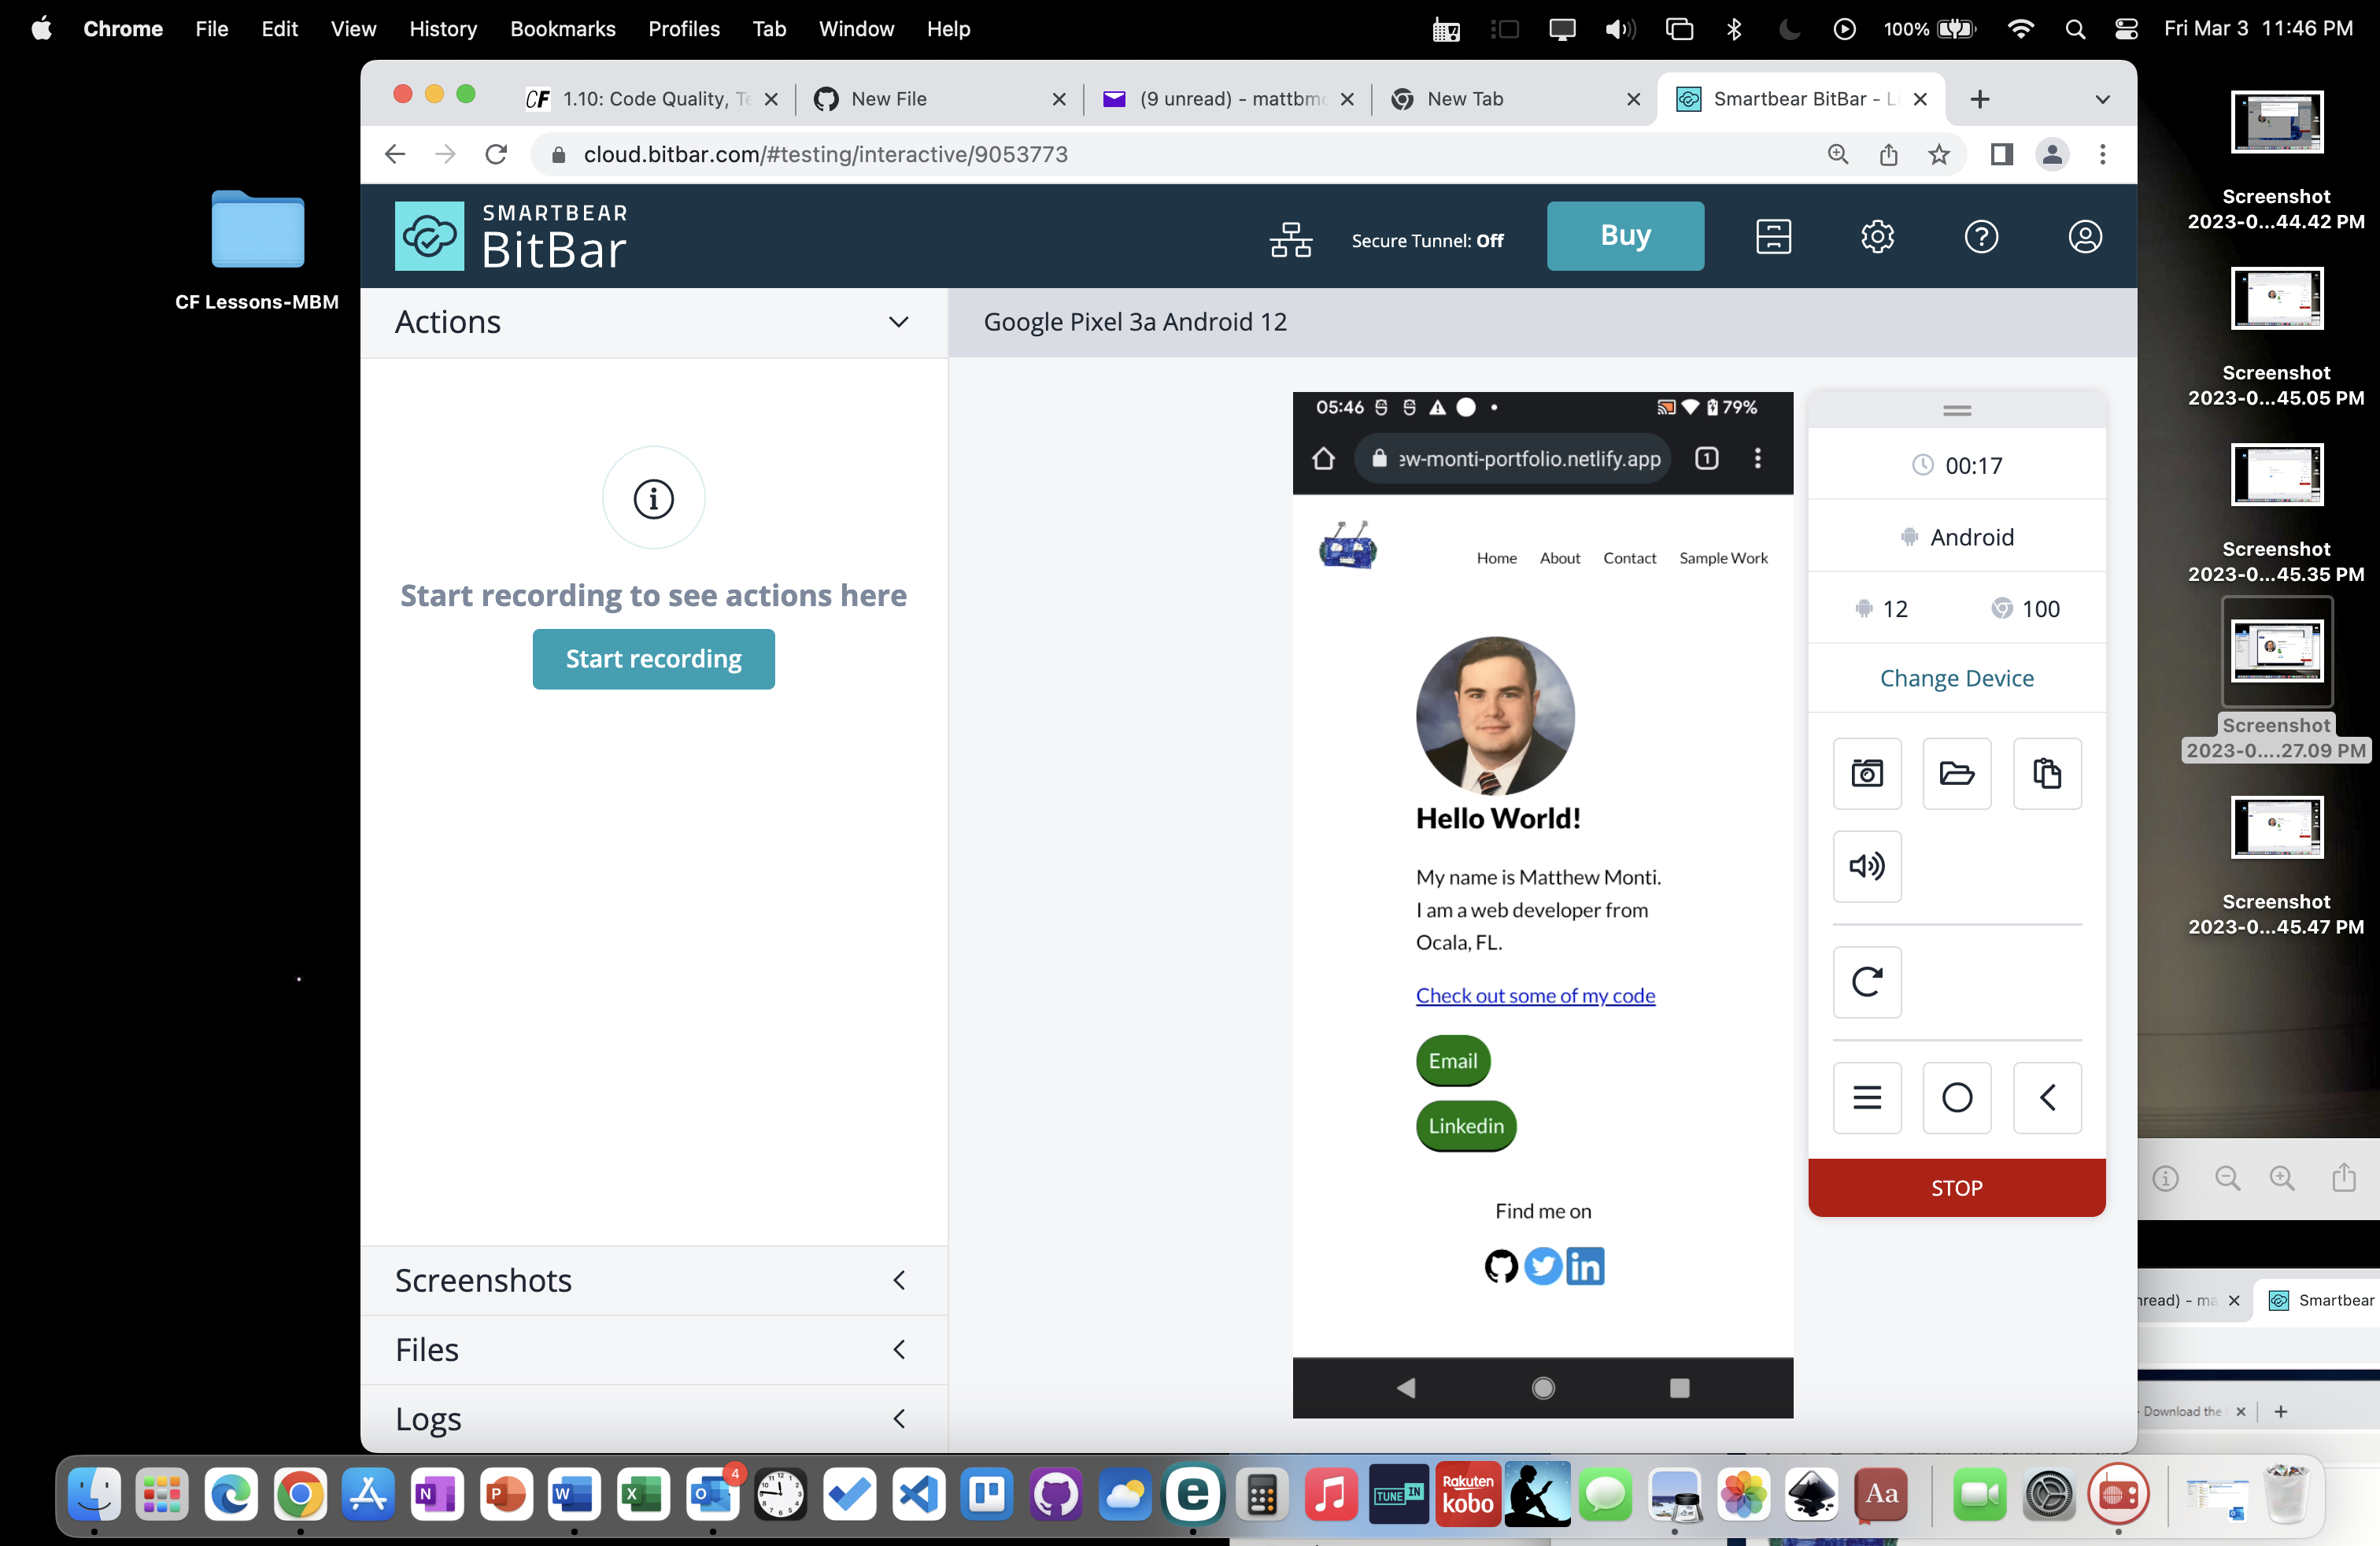 Chrome File Edit View History Bookmarks Profiles Tab Window Help
100% Fri Mar 3 11:46 PM
CF 1.10: Code Quality, Te
New File
(9 unread) - mattbm
New Tab
Smartbear BitBar - Li
cloud.bitbar.com/#testing/interactive/9053773
SMARTBEAR
BitBar
Secure Tunnel: Off
Buy
CF Lessons-MBM
Actions
Google Pixel 3a Android 12
Start recording to see actions here
Start recording
Screenshots
Files
Logs
05:46
79%
ew-monti-portfolio.netlify.app
1
Home About Contact Sample Work
Hello World!
My name is Matthew Monti.
I am a web developer from
Ocala, FL.
Check out some of my code
Email
Linkedin
Find me on
in
00:17
Android
12 100
Change Device
STOP
Screenshot
2023-0...44.42 PM
Screenshot
2023-0...45.05 PM
Screenshot
2023-0...45.35 PM
Screenshot
2023-0....27.09 PM
Screenshot
2023-0...45.47 PM
nread) - ma
Smartbear
Download the
N
P
W
X
O
4
TUNE IN
Rakuten
kobo
e
Aa